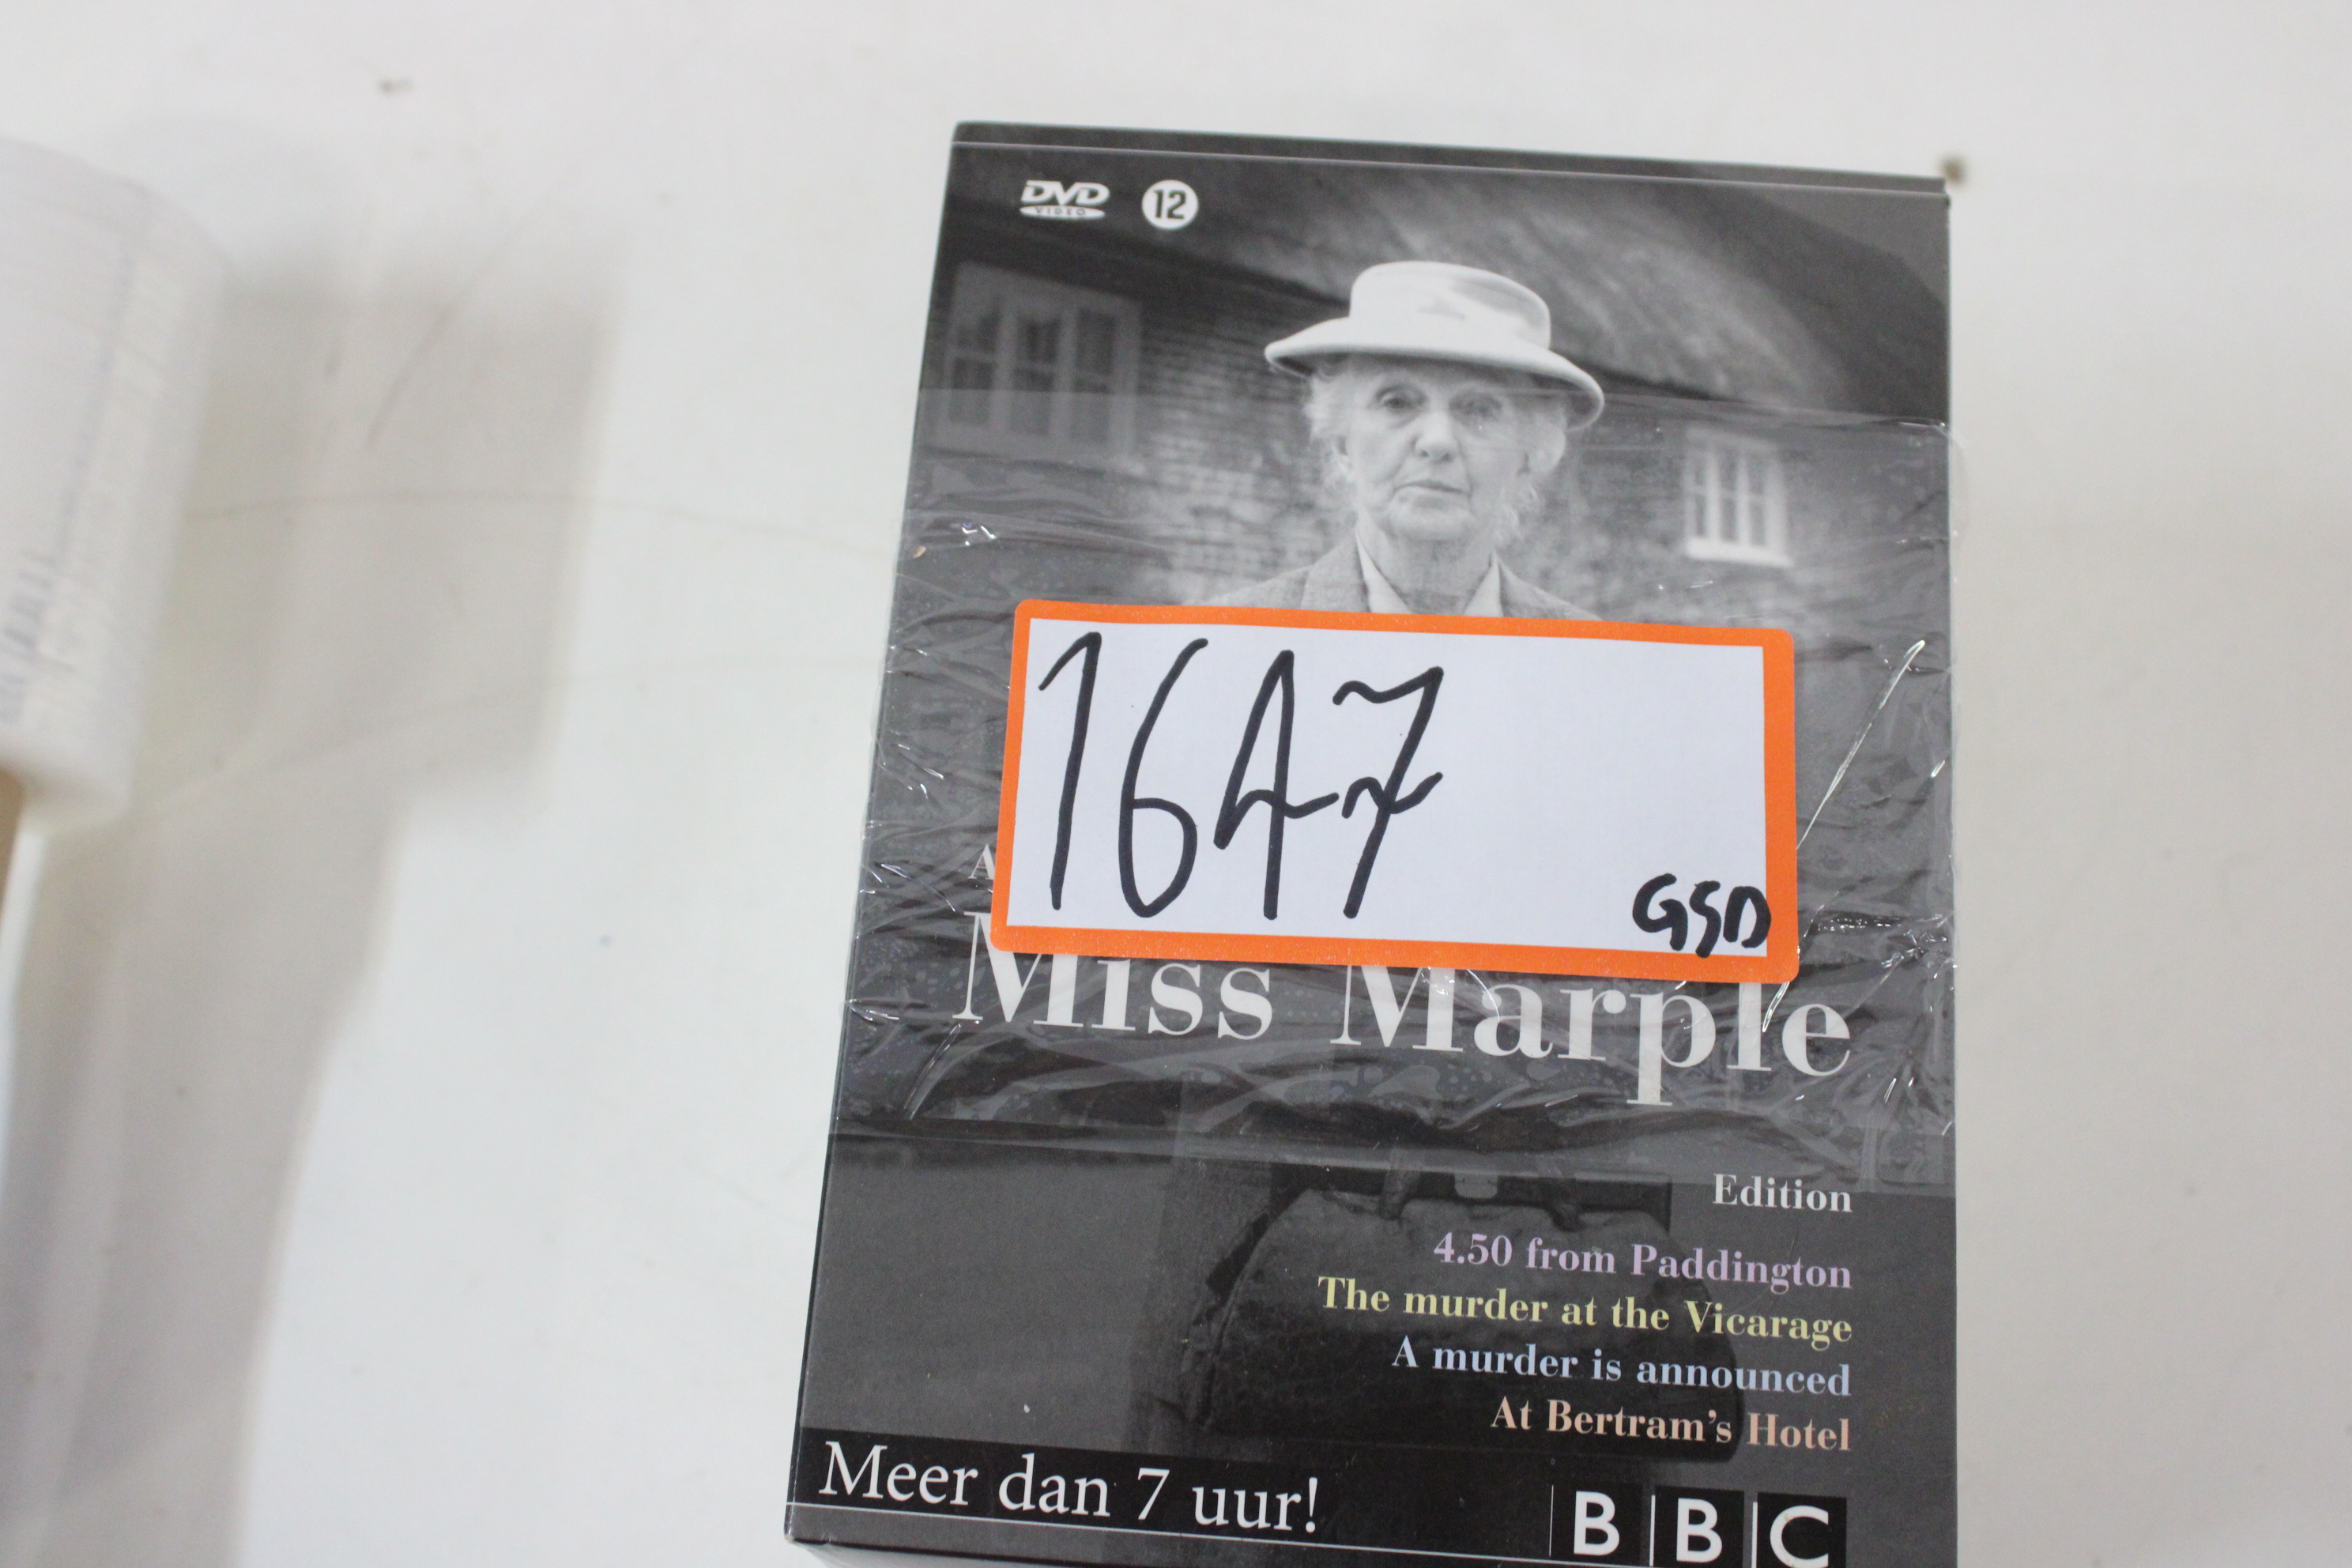 DVD
VIDEO
12
1647
GSD
A
Miss Marple
Edition
4.50 from Paddington
The murder at the Vicarage
A murder is announced
At Bertram's Hotel
Meer dan 7 uur!
BBC